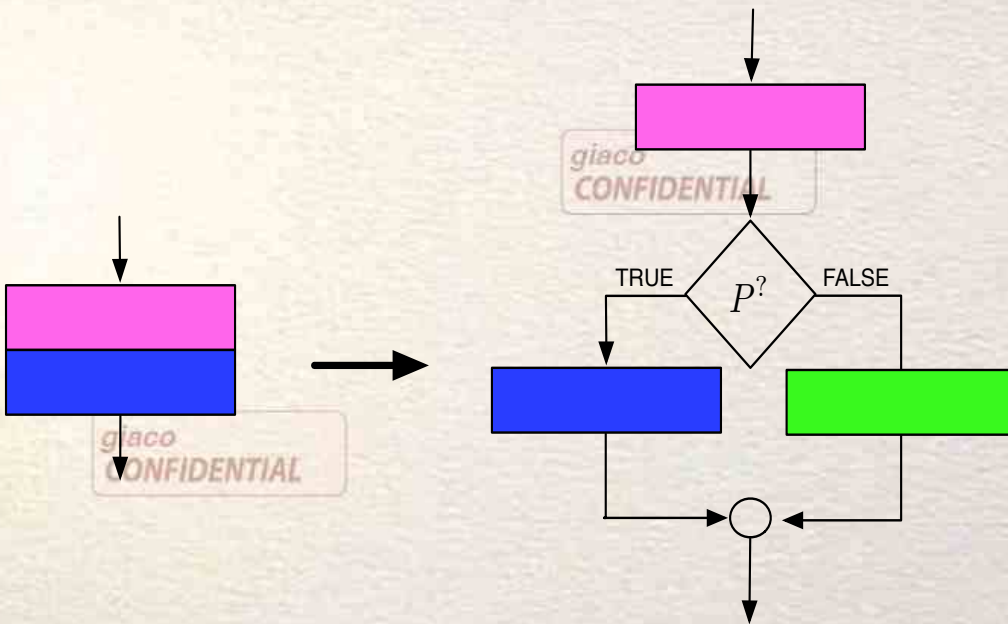 giaco
CONFIDENTIAL
TRUE
P?
FALSE
giaco
CONFIDENTIAL